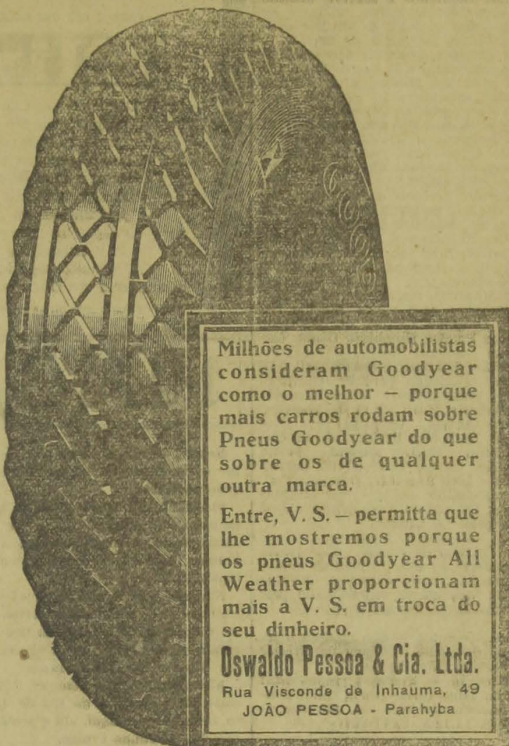 Milhões de automobilistas
consideram Goodyear
como o melhor — porque
mais carros rodam sobre
Pneus Goodyear do que
sobre os de qualquer
outra marca.
Entre, V. S. — permitta que
lhe mostremos porque
os pneus Goodyear All
Weather proporcionam
mais a V. S. em troca do
seu dinheiro.
Oswaldo Pessoa & Cia. Ltda.
Rua Visconde de Inhauma, 49
JOÃO PESSOA - Parahyba